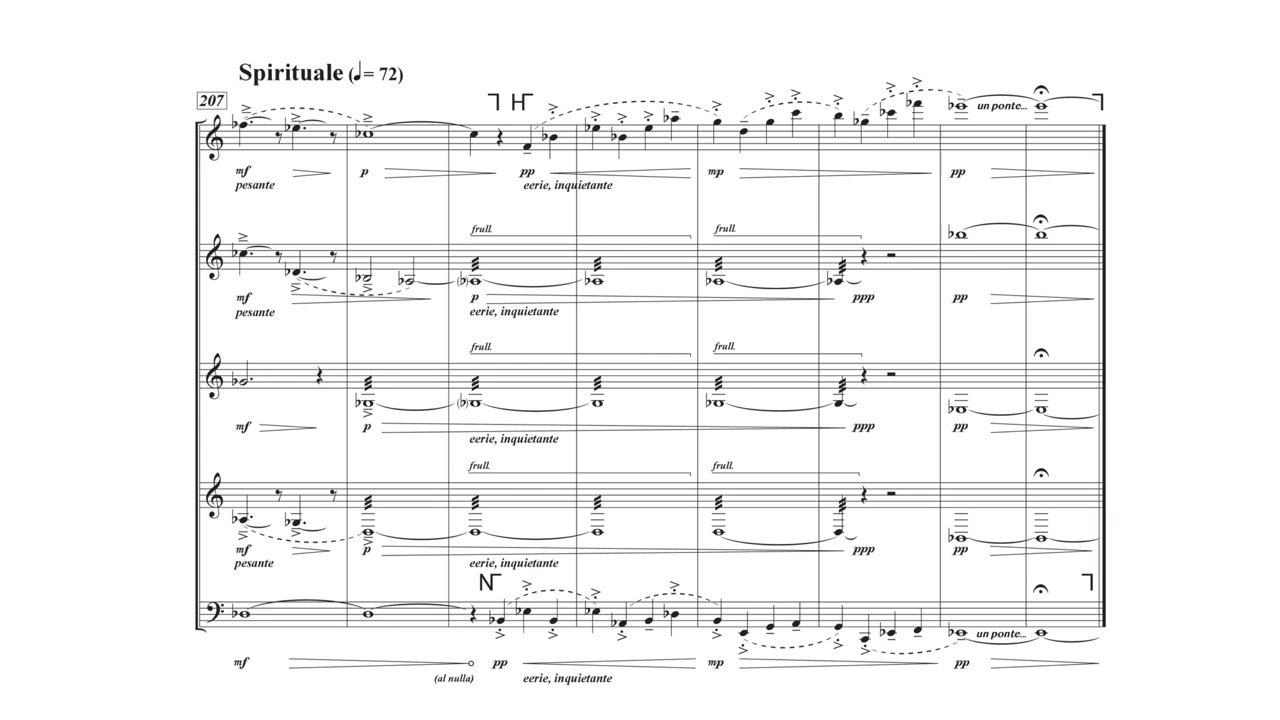 Spirituale (♩= 72)
207
H
un ponte...
mf
p
pp
mp
pp
pesante
eerie, inquietante
frull.
frull.
mf
p
ppp
pp
pesante
eerie, inquietante
frull.
frull.
mf
p
ppp
pp
eerie, inquietante
frull.
frull.
mf
p
ppp
pp
pesante
eerie, inquietante
N
un ponte...
mf
pp
mp
pp
(al nulla)
eerie, inquietante